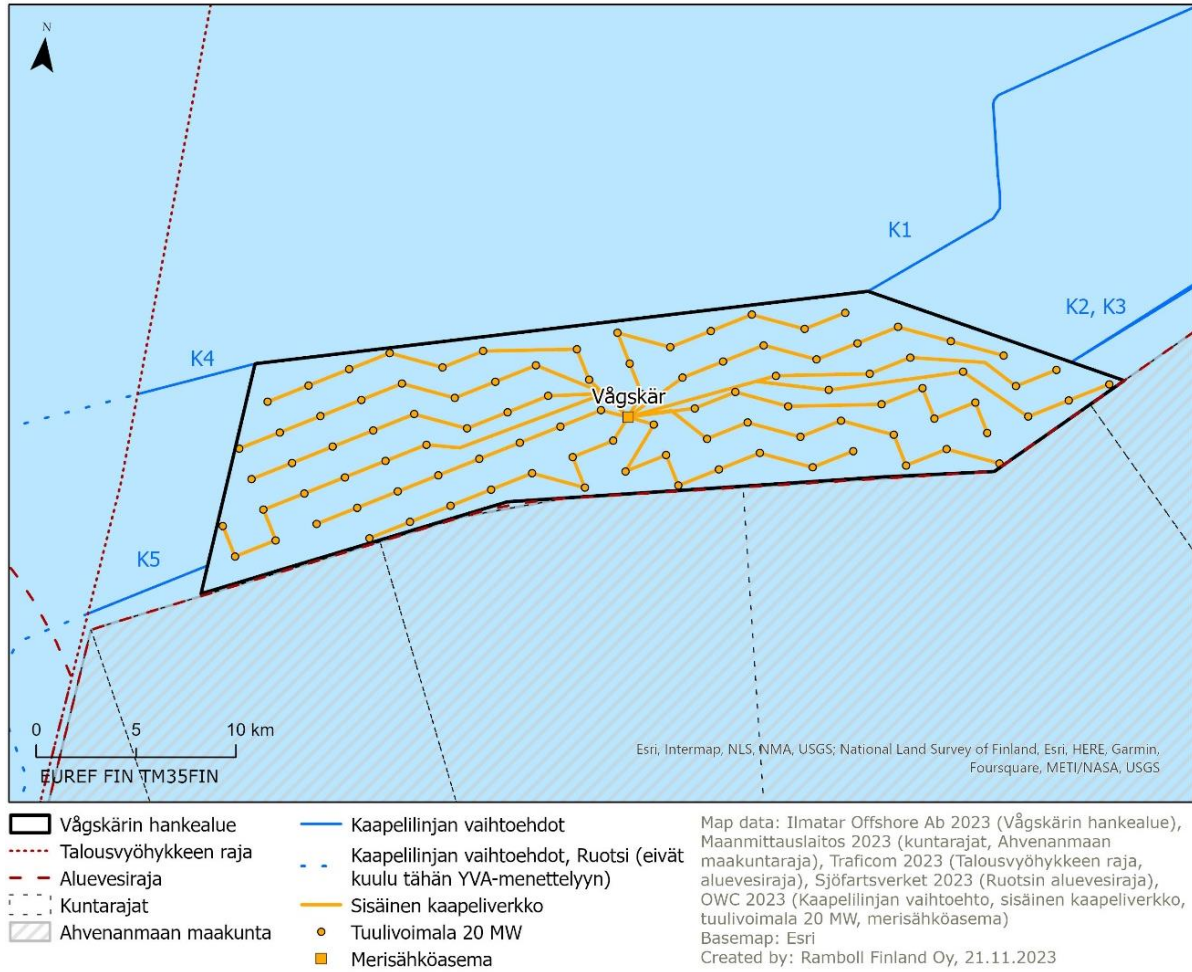 N
K1
K2, K3
K4
Vågskär
K5
0 5 10 km
EUREF FIN TM35FIN
Esri, Intermap, NLS, NMA, USGS; National Land Survey of Finland, Esri, HERE, Garmin,
Foursquare, METI/NASA, USGS
Vågskärin hankealue
Talousvyöhykkeen raja
Aluevesiraja
Kuntarajat
Ahvenanmaan maakunta
Kaapelilinjan vaihtoehdot
Kaapelilinjan vaihtoehdot, Ruotsi (eivät
kuulu tähän YVA-menettelyyn)
Sisäinen kaapeliverkko
Tuulivoimala 20 MW
Merisähköasema
Map data: Ilmatar Offshore Ab 2023 (Vågskärin hankealue),
Maanmittauslaitos 2023 (kuntarajat, Ahvenanmaan
maakuntaraja), Traficom 2023 (Talousvyöhykkeen raja,
aluevesiraja), Sjöfartsverket 2023 (Ruotsin aluevesiraja),
OWC 2023 (Kaapelilinjan vaihtoehto, sisäinen kaapeliverkko,
tuulivoimala 20 MW, merisähköasema)
Basemap: Esri
Created by: Ramboll Finland Oy, 21.11.2023